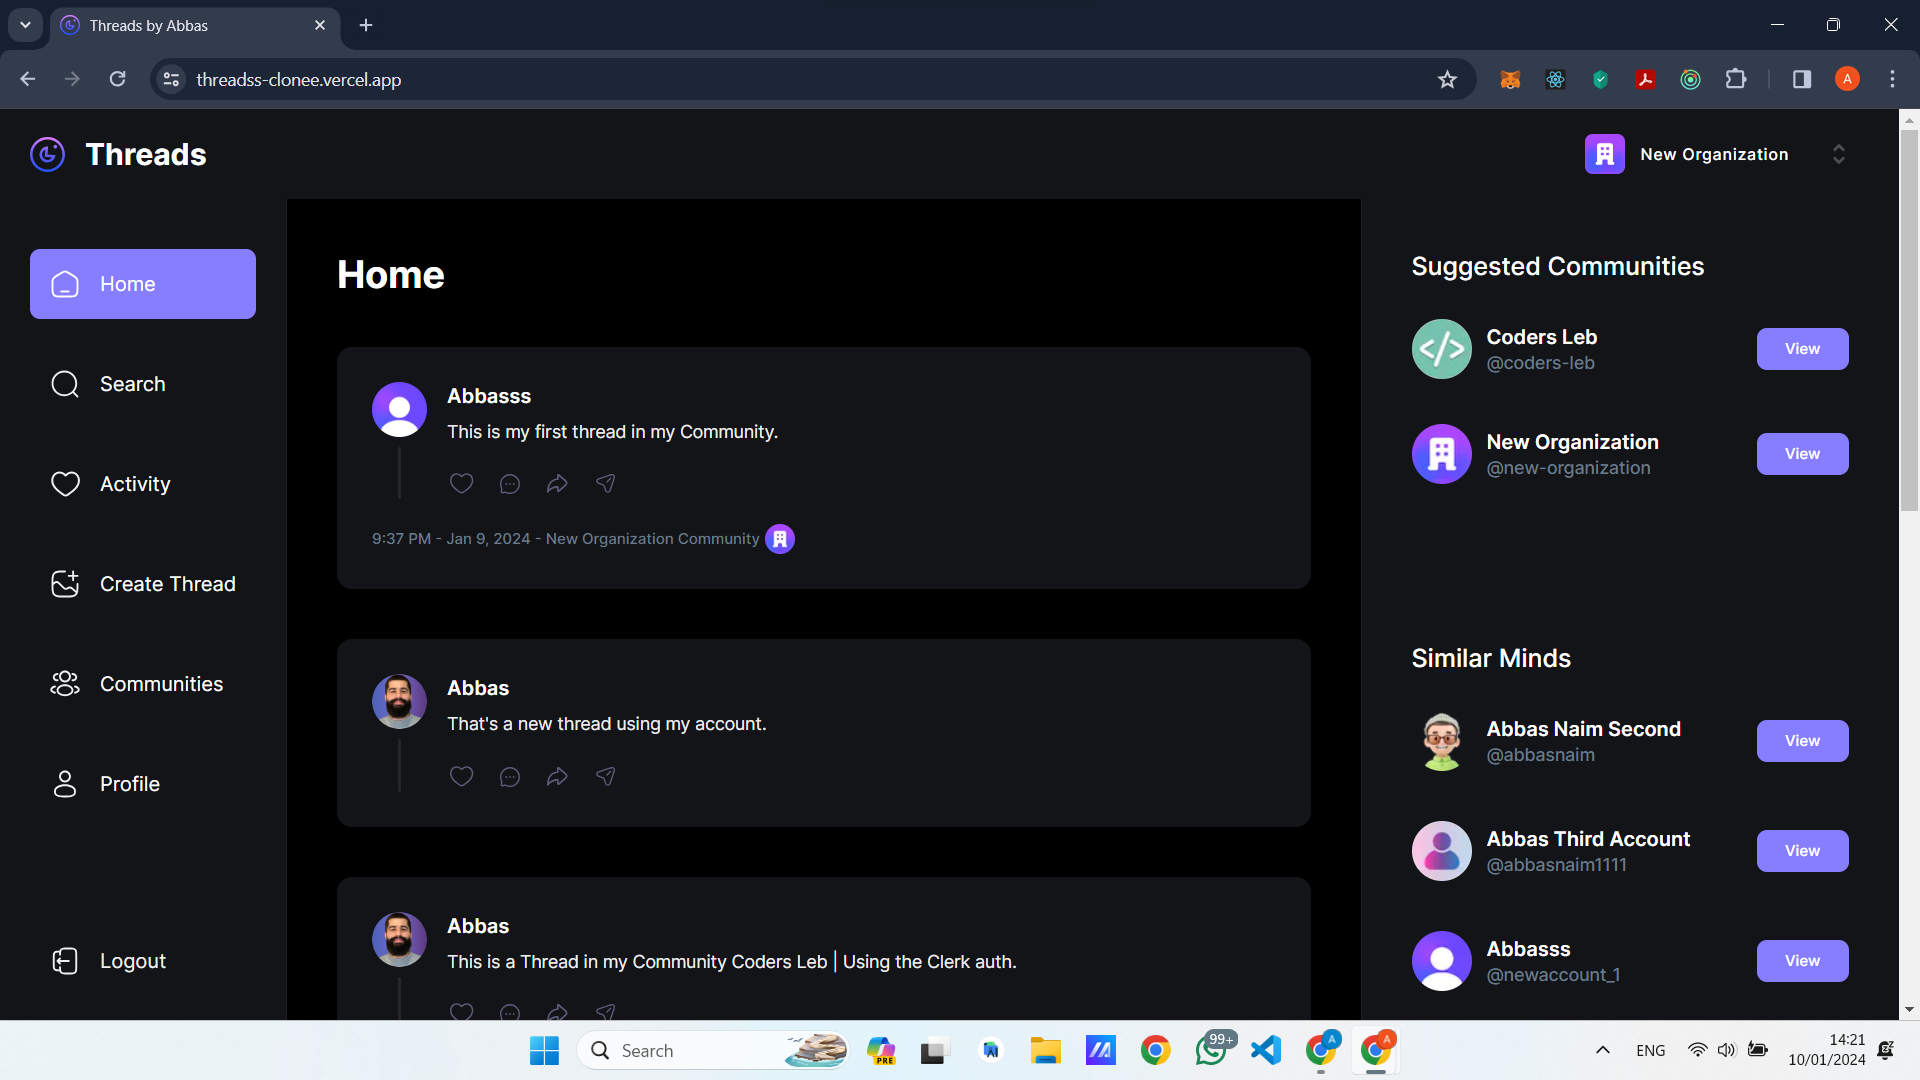 Threads by Abbas
threadss-clonee.vercel.app
A
Threads
New Organization
Home
Search
Activity
Create Thread
Communities
Profile
Logout
Home
Abbasss
This is my first thread in my Community.
9:37 PM - Jan 9, 2024 - New Organization Community
Abbas
That's a new thread using my account.
Abbas
This is a Thread in my Community Coders Leb | Using the Clerk auth.
Suggested Communities
Coders Leb
@coders-leb
View
New Organization
@new-organization
View
Similar Minds
Abbas Naim Second
@abbasnaim
View
Abbas Third Account
@abbasnaim1111
View
Abbasss
@newaccount_1
View
Search
PRE
99+
A
A
ENG
14:21
10/01/2024